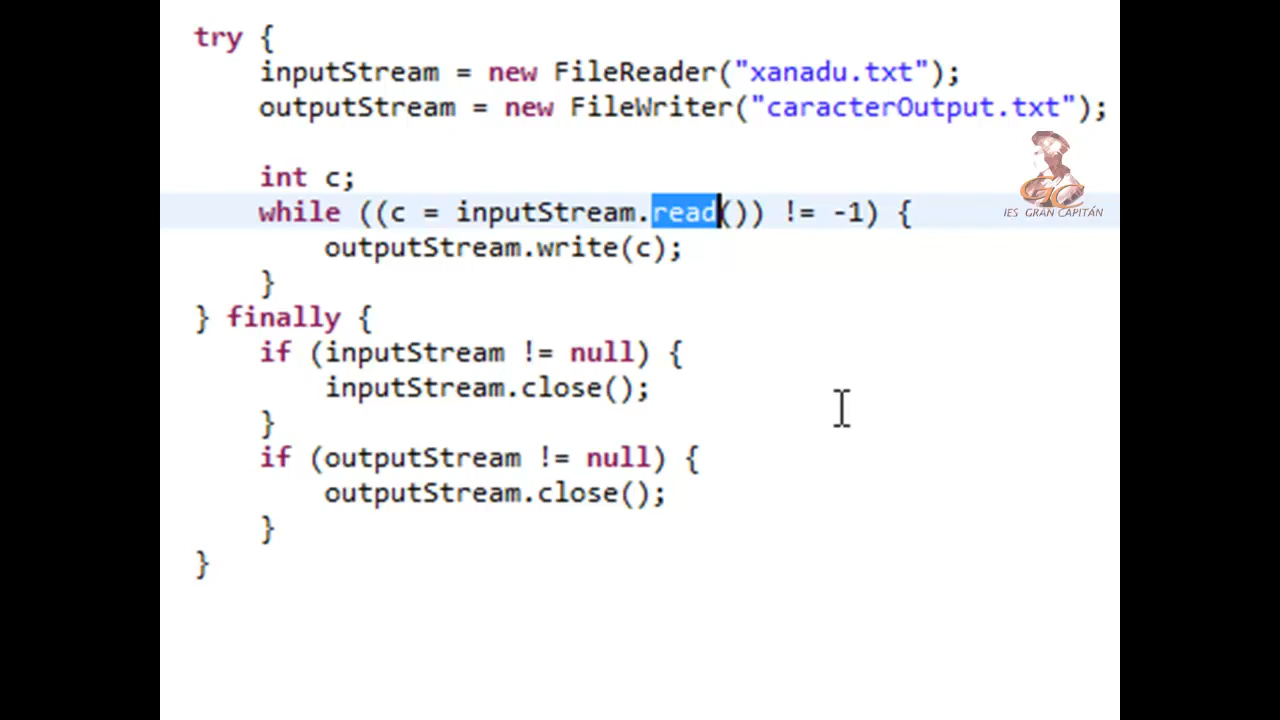 try {
inputStream = new FileReader("xanadu.txt");
outputStream = new FileWriter("caracterOutput.txt");
int c;
while ((c = inputStream.read()) != -1) {
outputStream.write(c);
}
} finally {
if (inputStream != null) {
inputStream.close();
}
if (outputStream != null) {
outputStream.close();
}
}
GC
IES GRAN CAPITÁN